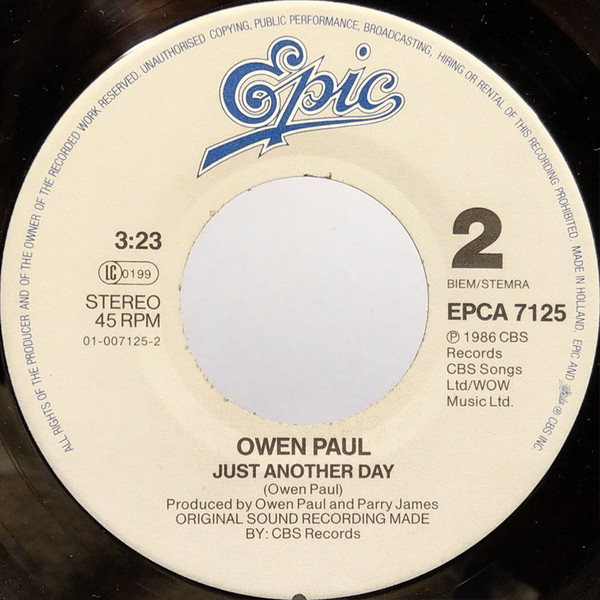 ALL RIGHTS OF THE PRODUCER AND OF THE OWNER OF THE RECORDED WORK RESERVED. UNAUTHORISED COPYING, PUBLIC PERFORMANCE, BROADCASTING, HIRING OR RENTAL OF THIS RECORDING PROHIBITED. MADE IN HOLLAND. EPIC AND Epic ® CBS INC.
Epic
3:23
LC 0199
STEREO
45 RPM
01-007125-2
2
BIEM/STEMRA
EPCA 7125
℗ 1986 CBS
Records
CBS Songs
Ltd/WOW
Music Ltd.
OWEN PAUL
JUST ANOTHER DAY
(Owen Paul)
Produced by Owen Paul and Parry James
ORIGINAL SOUND RECORDING MADE
BY: CBS Records